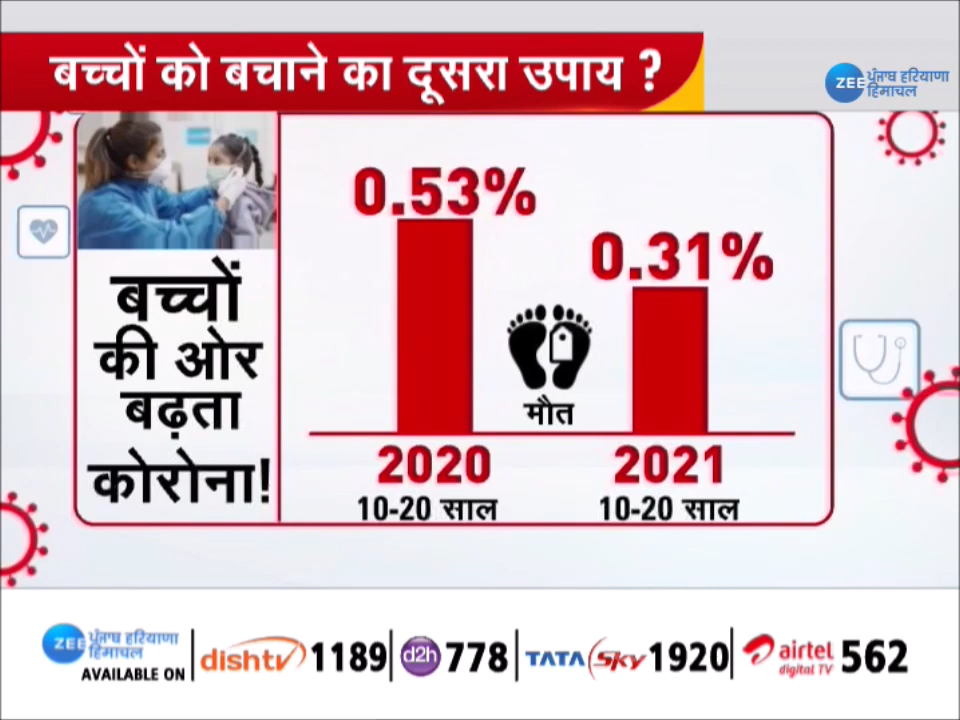 बच्चों को बचाने का दूसरा उपाय ?
ZEE ਪੰਜਾਬ हरियाणा
हिमाचल
बच्चों
की ओर
बढ़ता
कोरोना!
0.53%
0.31%
मौत
2020
2021
10-20 साल
10-20 साल
ZEE ਪੰਜਾਬ हरियाणा
हिमाचल
AVAILABLE ON
dishtv 1189
d2h 778
TATA Sky 1920
airtel
digital TV
562